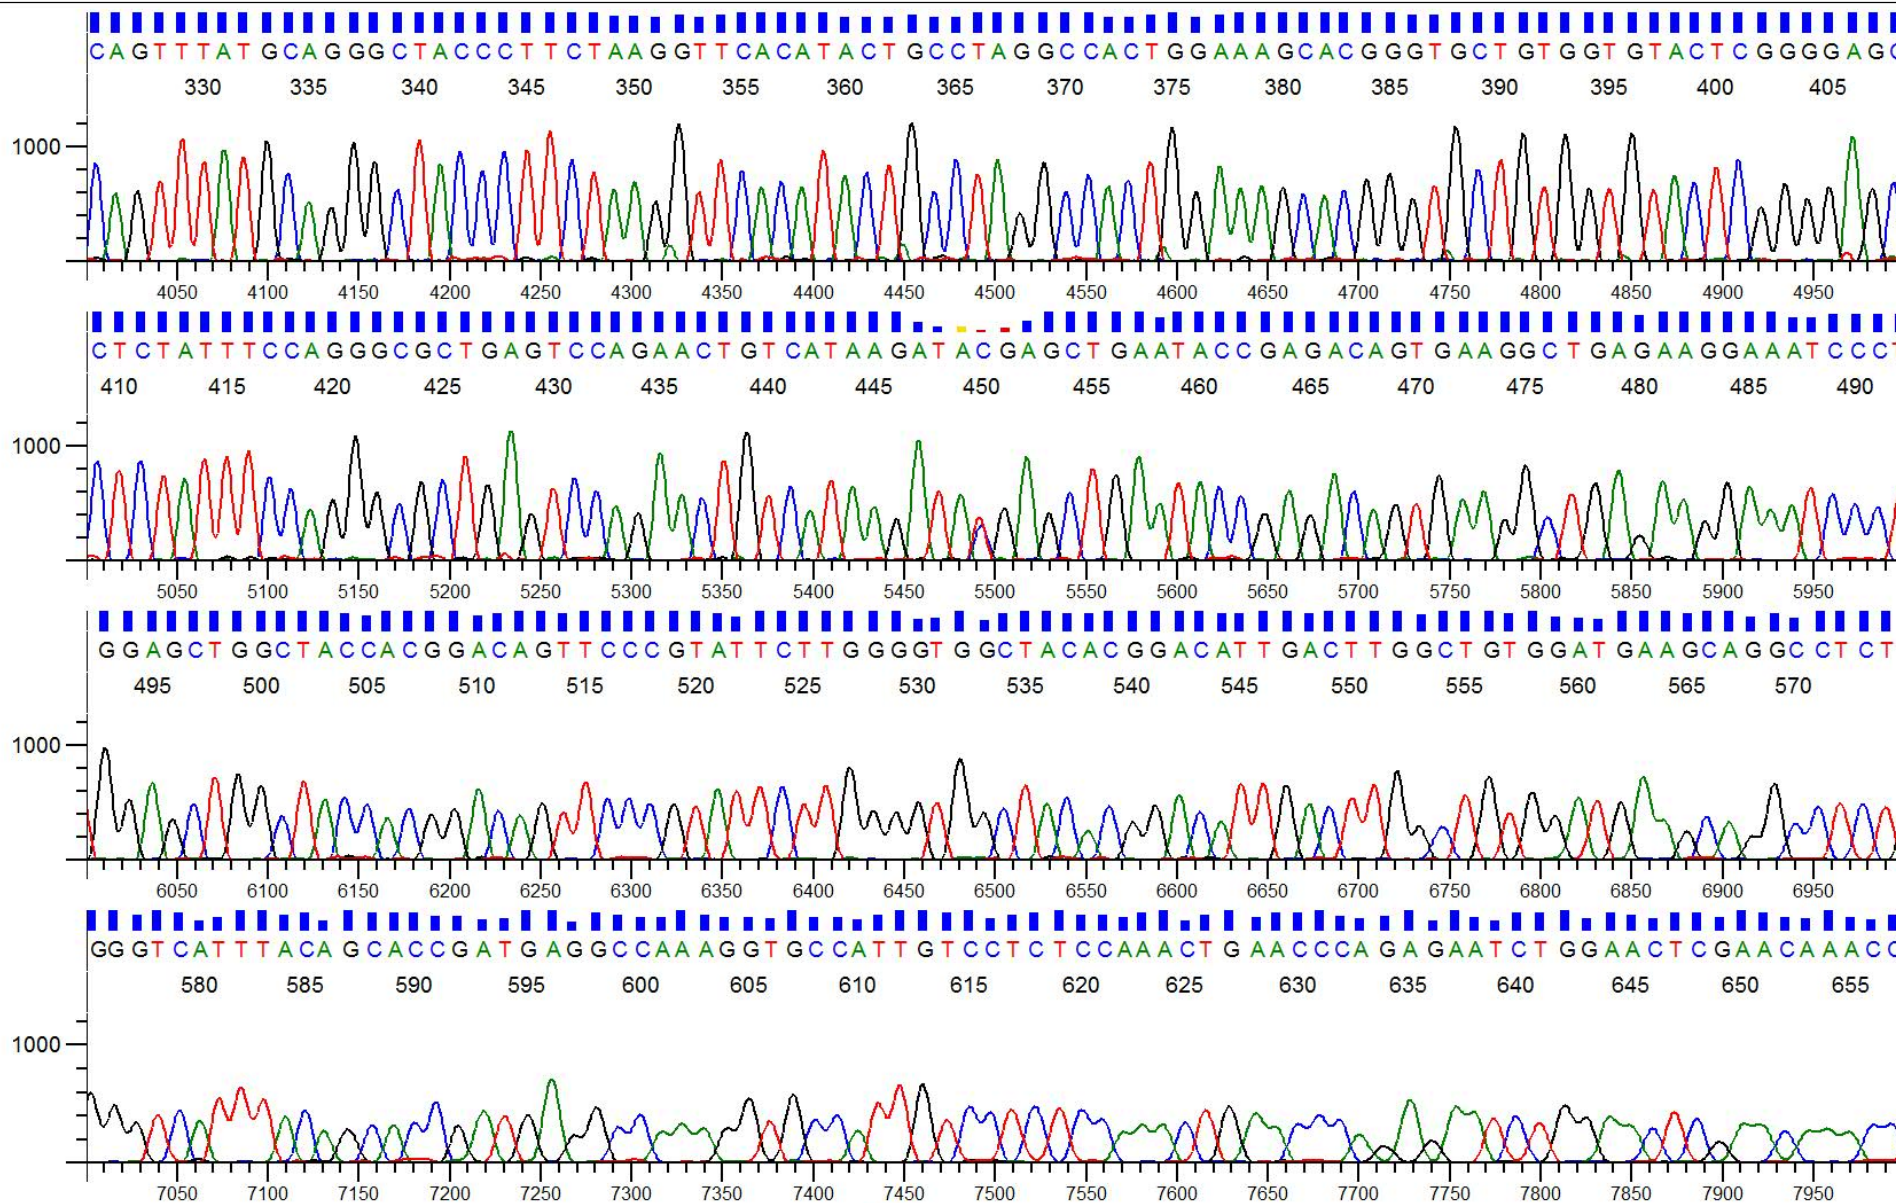 CAGTTTATGCAGGGCTACCCTTCTAAGGTTCACATACTGCCTAGGCCACTGGAAAGCACGGGTGCTGTGGTGTACTCGGGGAGC
330 335 340 345 350 355 360 365 370 375 380 385 390 395 400 405
1000
4050 4100 4150 4200 4250 4300 4350 4400 4450 4500 4550 4600 4650 4700 4750 4800 4850 4900 4950
CTCTATTTCCAGGGCGCTGAGTCCAGAACTGTCATAAGATACGAGCTGAATACCGAGACAGTGAAGGCTGAGAAGGAAATCCCT
410 415 420 425 430 435 440 445 450 455 460 465 470 475 480 485 490
1000
5050 5100 5150 5200 5250 5300 5350 5400 5450 5500 5550 5600 5650 5700 5750 5800 5850 5900 5950
GGAGCTGGCTACCACGGACAGTTCCCGTATTCTTGGGGTGGCTACACGGACATTGACTTGGCTGTGGATGAAGCAGGCCTCT
495 500 505 510 515 520 525 530 535 540 545 550 555 560 565 570
1000
6050 6100 6150 6200 6250 6300 6350 6400 6450 6500 6550 6600 6650 6700 6750 6800 6850 6900 6950
GGGTCATTTACAGCACCGATGAGGCCAAAGGTGCCATTGTCCTCTCCAAACTGAACCCAGAGAATCTGGAACTCGAACAAACC
580 585 590 595 600 605 610 615 620 625 630 635 640 645 650 655
1000
7050 7100 7150 7200 7250 7300 7350 7400 7450 7500 7550 7600 7650 7700 7750 7800 7850 7900 7950